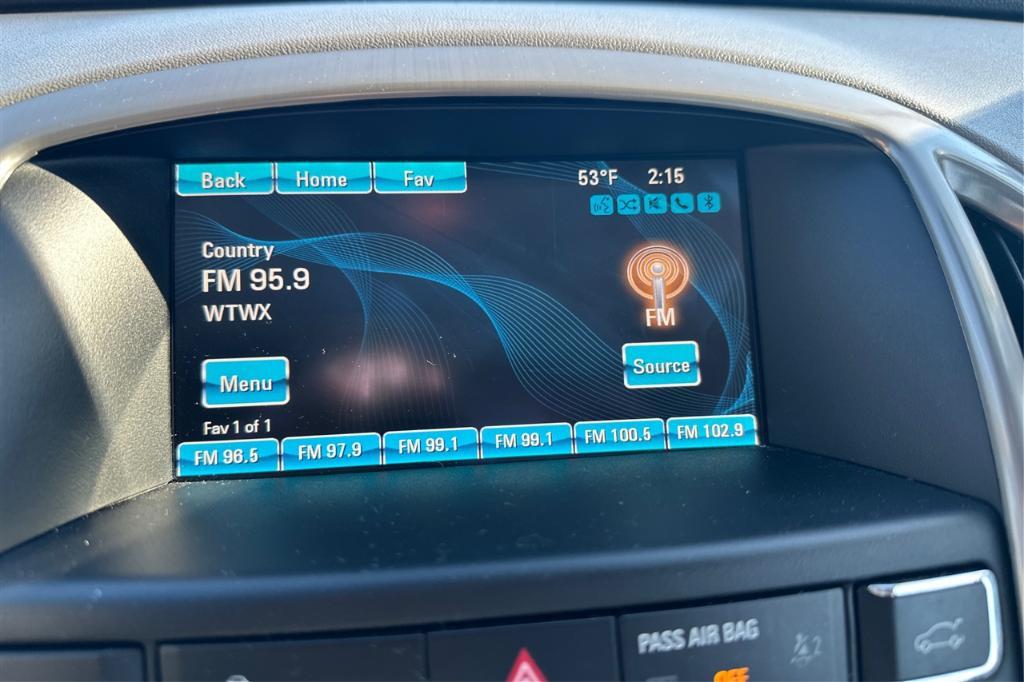 Back Home Fav 53°F 2:15
Country
FM 95.9
WTWX
FM
Menu Source
Fav 1 of 1
FM 96.5 FM 97.9 FM 99.1 FM 99.1 FM 100.5 FM 102.9
PASS AIR BAG
2
OFF